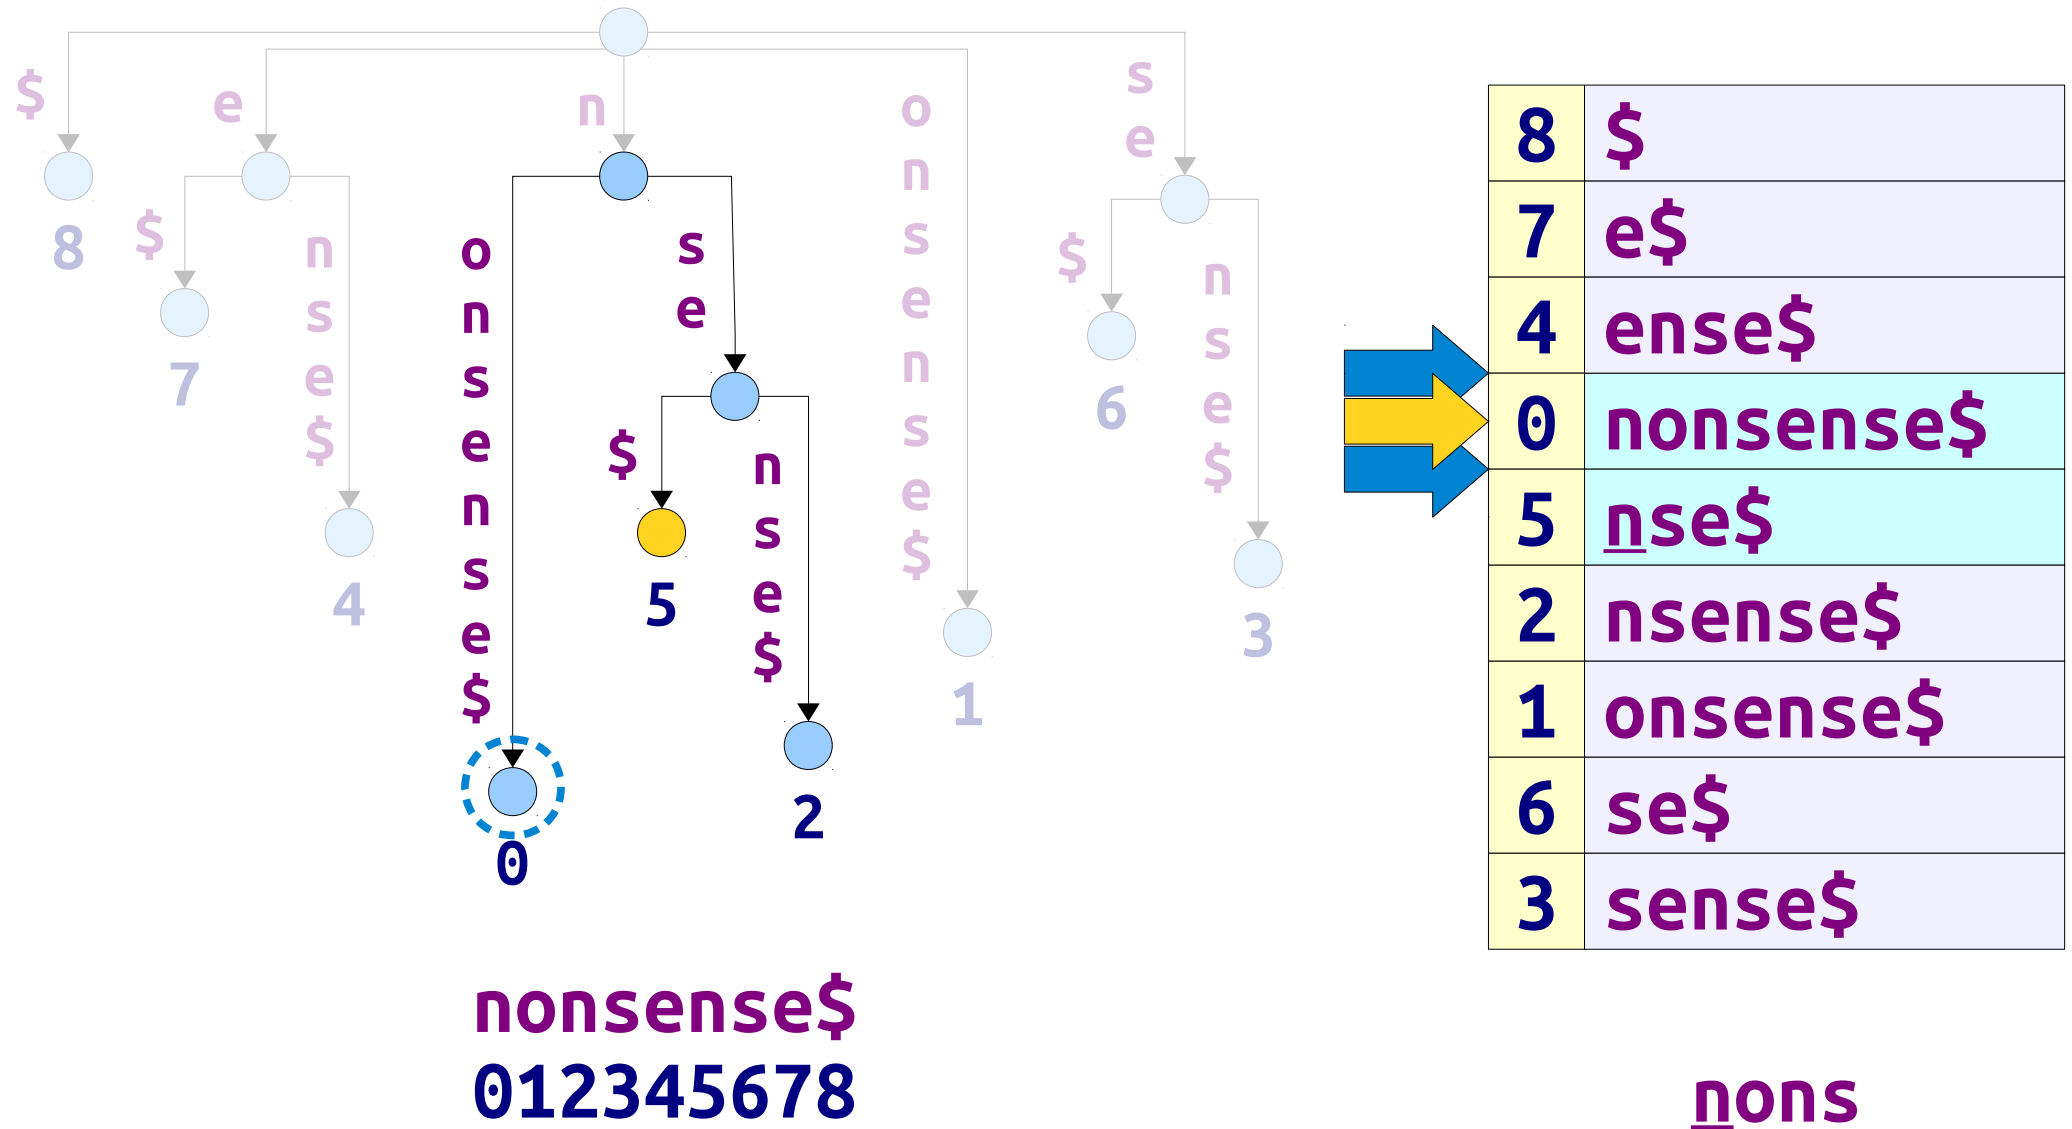 $
e
n
o
n
s
e
n
s
e
$
s
e
8
$
n
s
e
$
o
n
s
e
n
s
e
$
s
e
$
n
s
e
$
7
4
$
n
s
e
$
5
2
0
1
6
3
8 $
7 e$
4 ense$
0 nonsense$
5 nse$
2 nsense$
1 onsense$
6 se$
3 sense$
nonsense$
012345678
nons